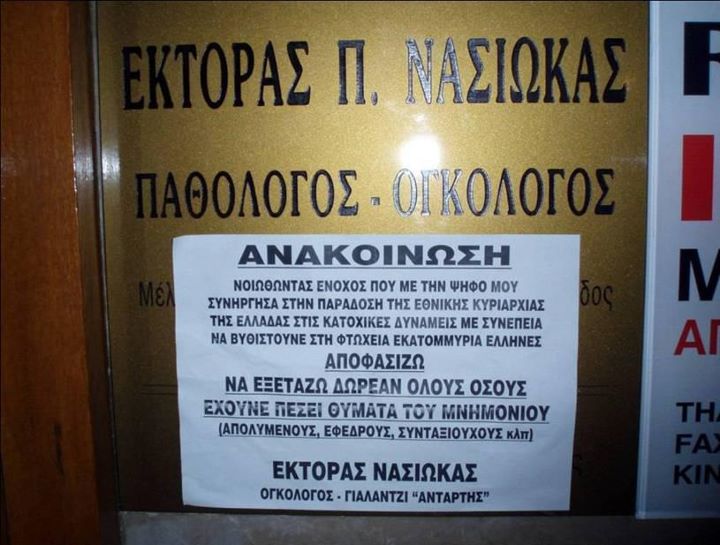 ΕΚΤΟΡΑΣ Π. ΝΑΣΙΩΚΑΣ
ΠΑΘΟΛΟΓΟΣ - ΟΓΚΟΛΟΓΟΣ
ΑΝΑΚΟΙΝΩΣΗ
ΝΟΙΩΘΩΝΤΑΣ ΕΝΟΧΟΣ ΠΟΥ ΜΕ ΤΗΝ ΨΗΦΟ ΜΟΥ
ΣΥΝΗΡΓΗΣΑ ΣΤΗΝ ΠΑΡΑΔΟΣΗ ΤΗΣ ΕΘΝΙΚΗΣ ΚΥΡΙΑΡΧΙΑΣ
ΤΗΣ ΕΛΛΑΔΑΣ ΣΤΙΣ ΚΑΤΟΧΙΚΕΣ ΔΥΝΑΜΕΙΣ ΜΕ ΣΥΝΕΠΕΙΑ
ΝΑ ΒΥΘΙΣΤΟΥΝΕ ΣΤΗ ΦΤΩΧΕΙΑ ΕΚΑΤΟΜΜΥΡΙΑ ΕΛΛΗΝΕΣ
ΑΠΟΦΑΣΙΖΩ
ΝΑ ΕΞΕΤΑΖΩ ΔΩΡΕΑΝ ΟΛΟΥΣ ΟΣΟΥΣ
ΕΧΟΥΝΕ ΠΕΣΕΙ ΘΥΜΑΤΑ ΤΟΥ ΜΝΗΜΟΝΙΟΥ
(ΑΠΟΛΥΜΕΝΟΥΣ, ΕΦΕΔΡΟΥΣ, ΣΥΝΤΑΞΙΟΥΧΟΥΣ κλπ)
ΕΚΤΟΡΑΣ ΝΑΣΙΩΚΑΣ
ΟΓΚΟΛΟΓΟΣ - ΓΙΑΛΑΝΤΖΙ "ΑΝΤΑΡΤΗΣ"